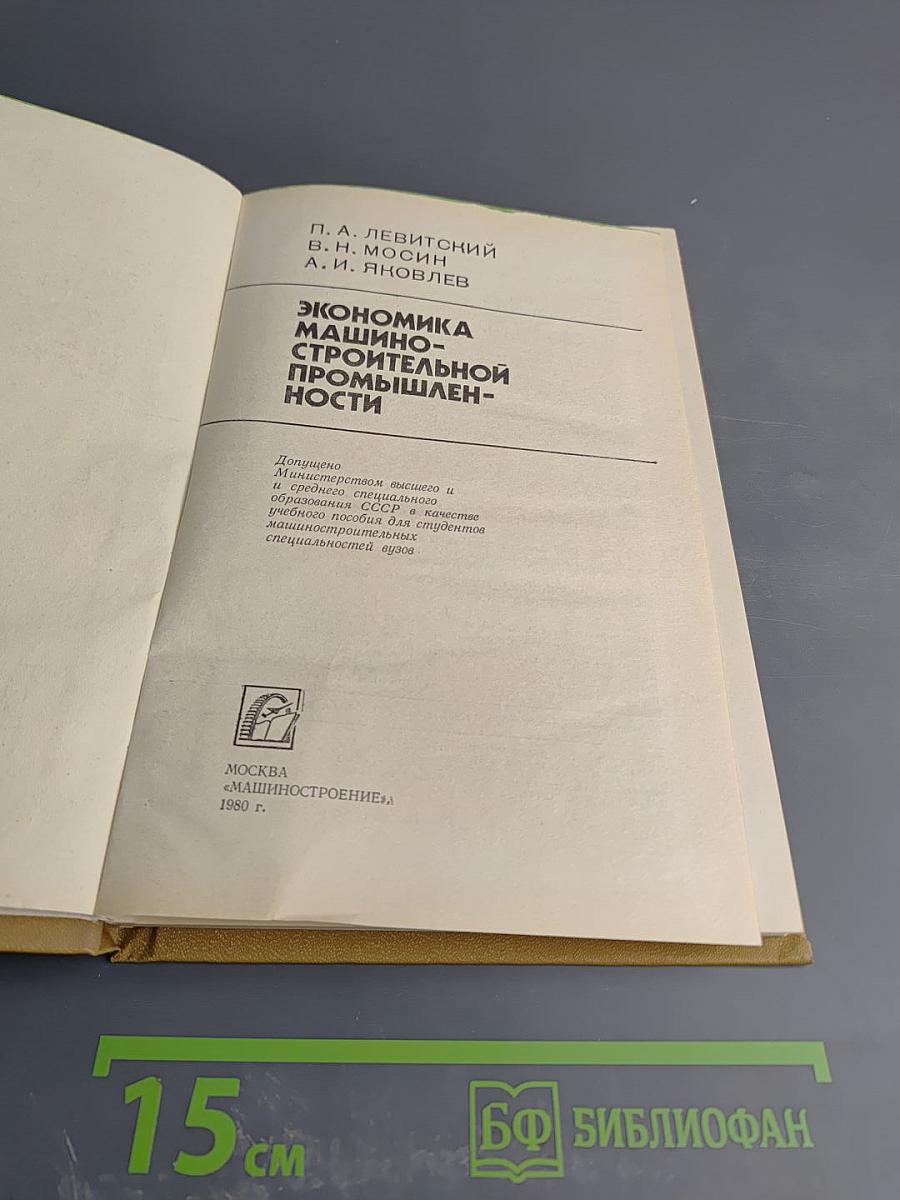 П. А. ЛЕВИТСКИЙ
В. Н. МОСИН
А. И. ЯКОВЛЕВ
ЭКОНОМИКА
МАШИНО-
СТРОИТЕЛЬНОЙ
ПРОМЫШЛЕН-
НОСТИ
Допущено
Министерством высшего и
и среднего специального
образования СССР в качестве
учебного пособия для студентов
машиностроительных
специальностей вузов
МОСКВА
«МАШИНОСТРОЕНИЕ»
1980 г.
15 см
БФ БИБЛИОФАН